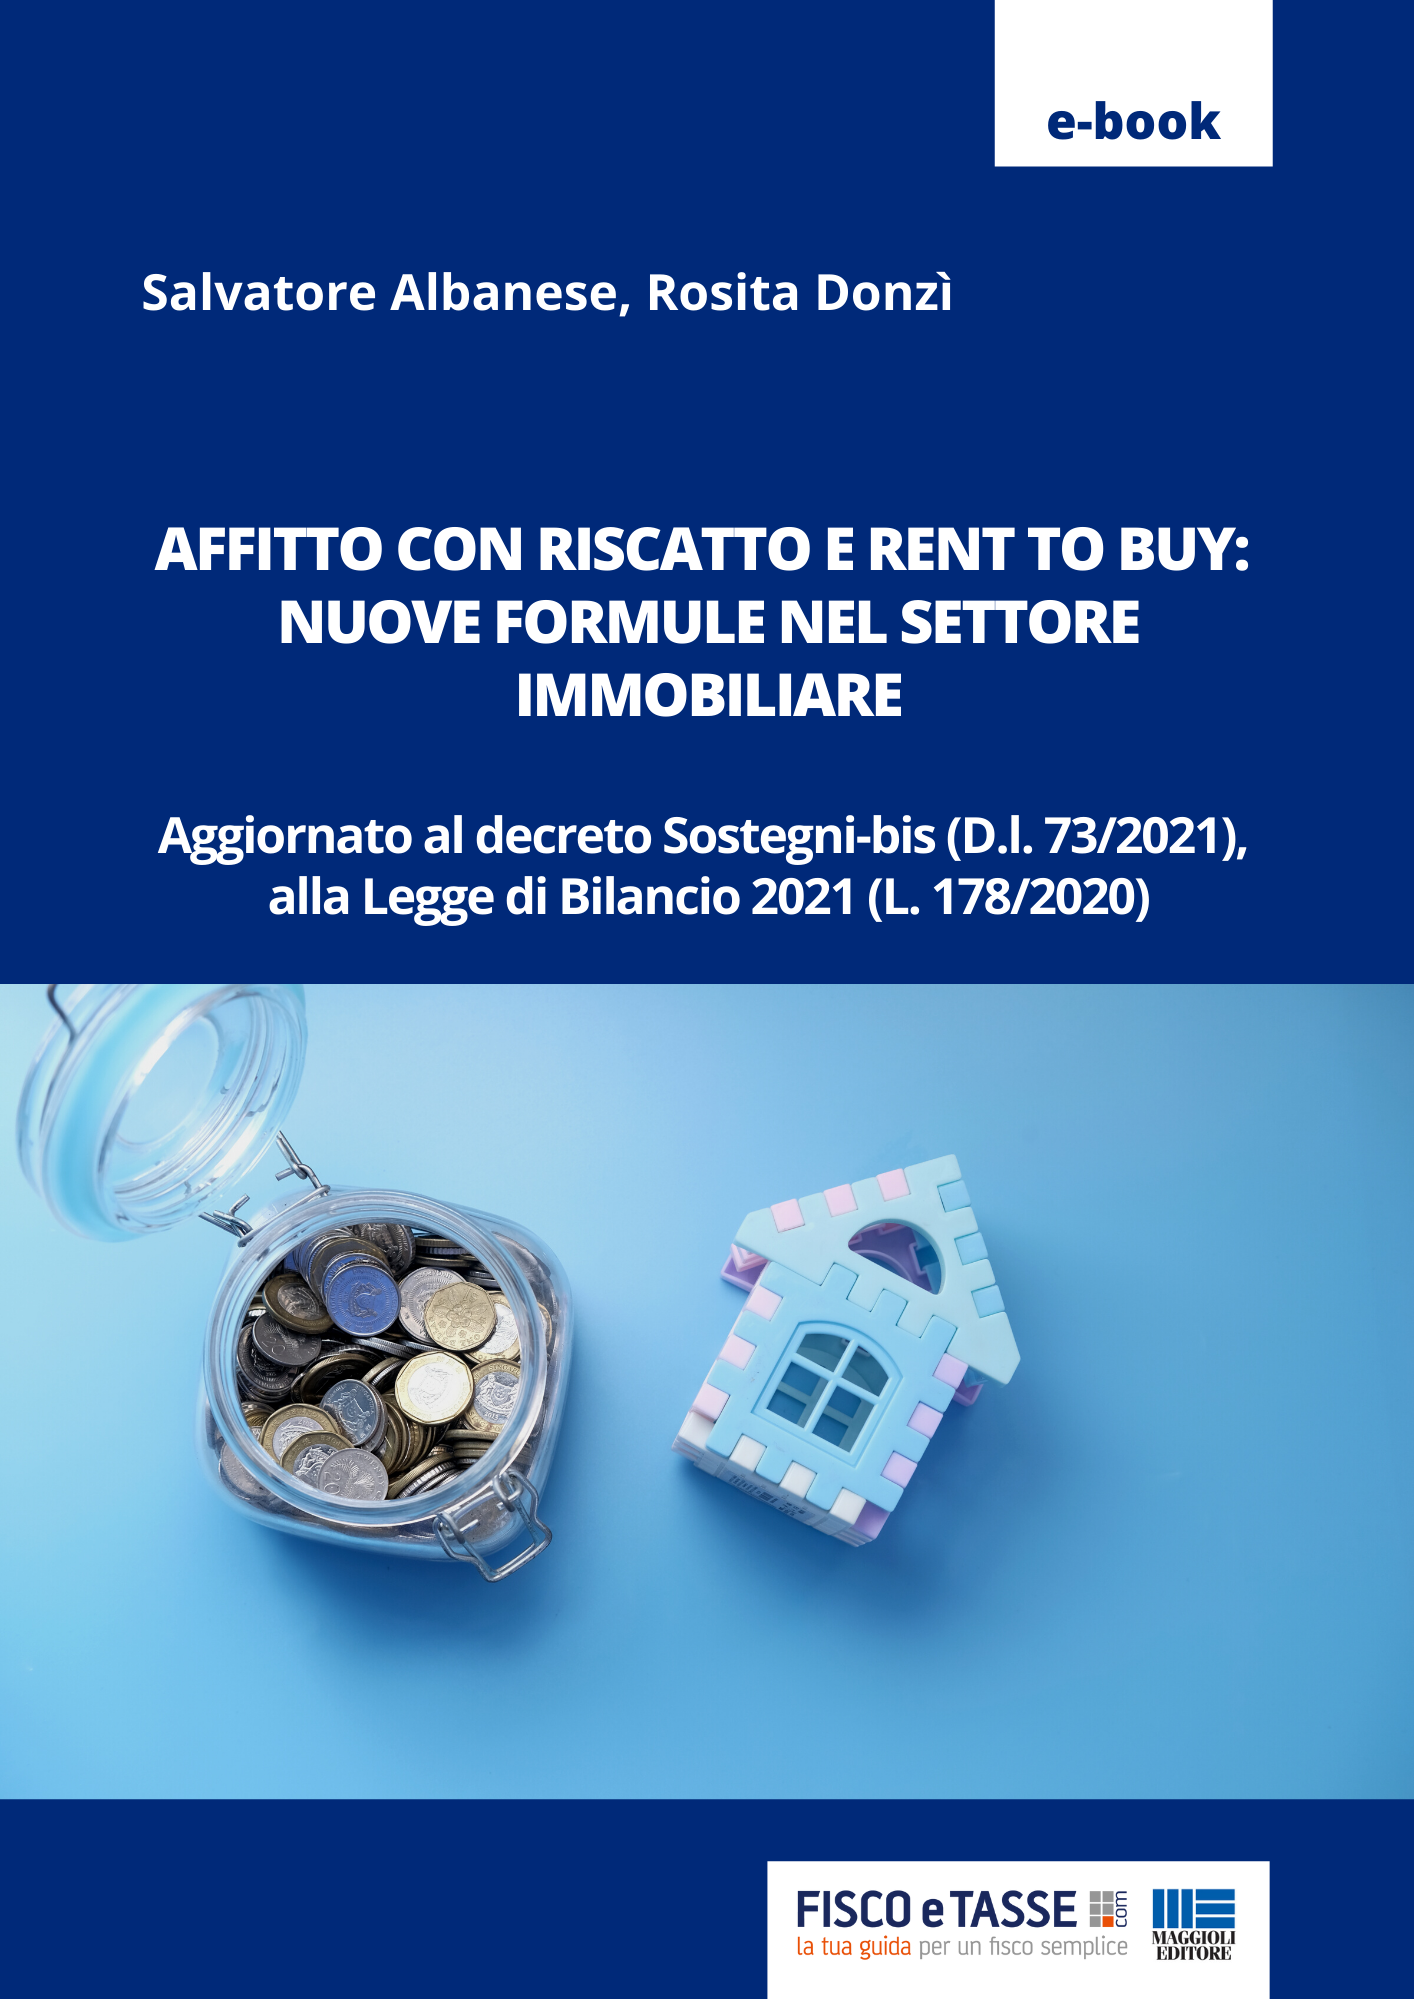 e-book
Salvatore Albanese, Rosita Donzì
AFFITTO CON RISCATTO E RENT TO BUY:
NUOVE FORMULE NEL SETTORE
IMMOBILIARE
Aggiornato al decreto Sostegni-bis (D.l. 73/2021),
alla Legge di Bilancio 2021 (L. 178/2020)
FISCO e TASSE .com
la tua guida per un fisco semplice
MAGGIOLI
EDITORE